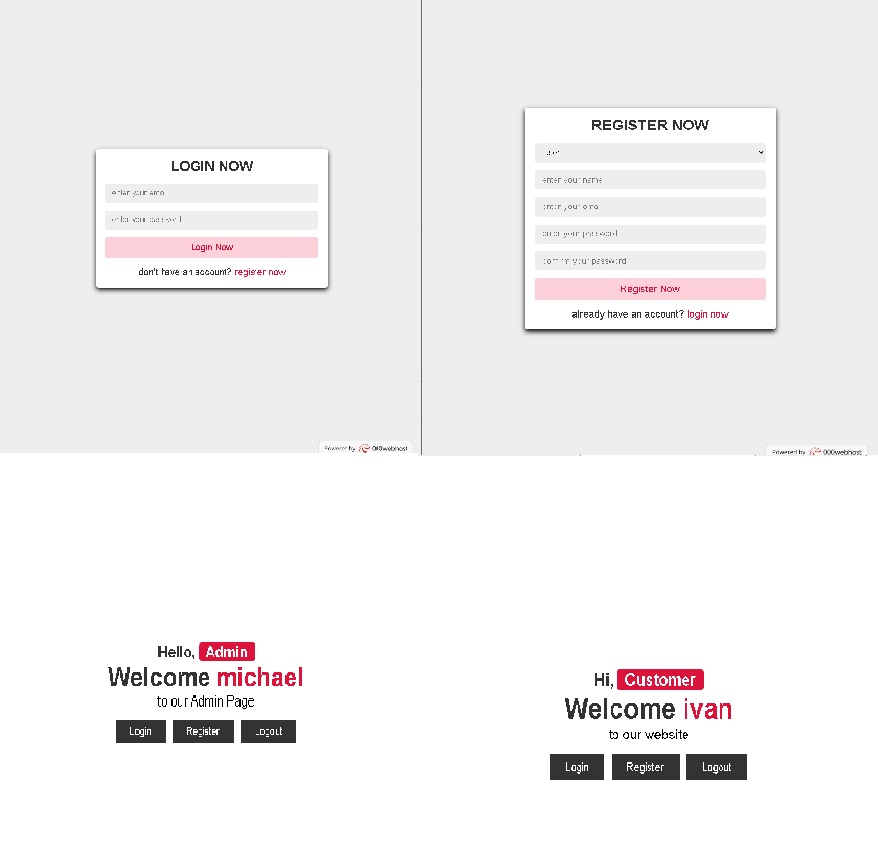 LOGIN NOW
enter your email
enter your password
Login Now
don't have an account? register now
Powered by 000webhost
REGISTER NOW
enter your name
enter your email
enter your password
confirm your password
Register Now
already have an account? login now
Powered by 000webhost
Hello, Admin
Welcome michael
to our Admin Page
Login Register Logout
Hi, Customer
Welcome ivan
to our website
Login Register Logout